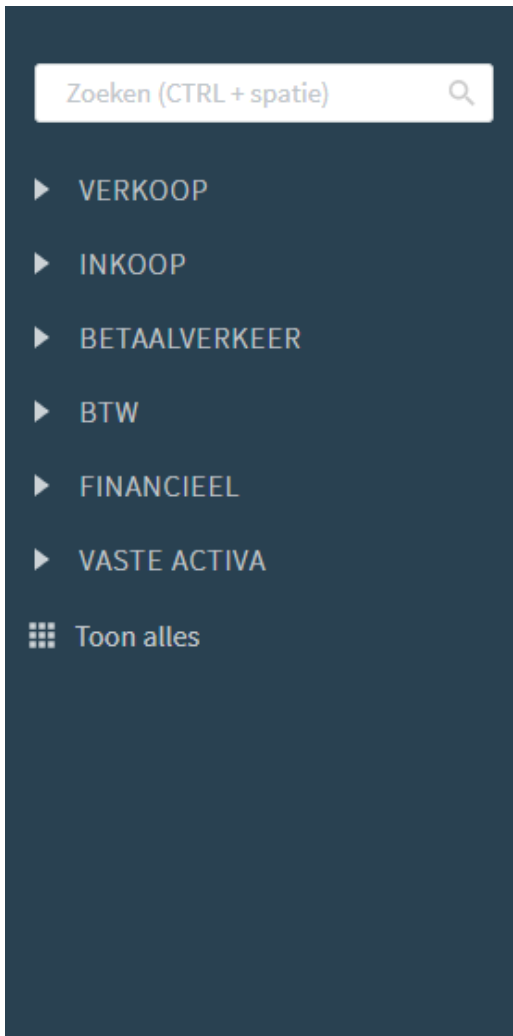 Zoeken (CTRL + spatie)
VERKOOP
INKOOP
BETAALVERKEER
BTW
FINANCIEEL
VASTE ACTIVA
Toon alles